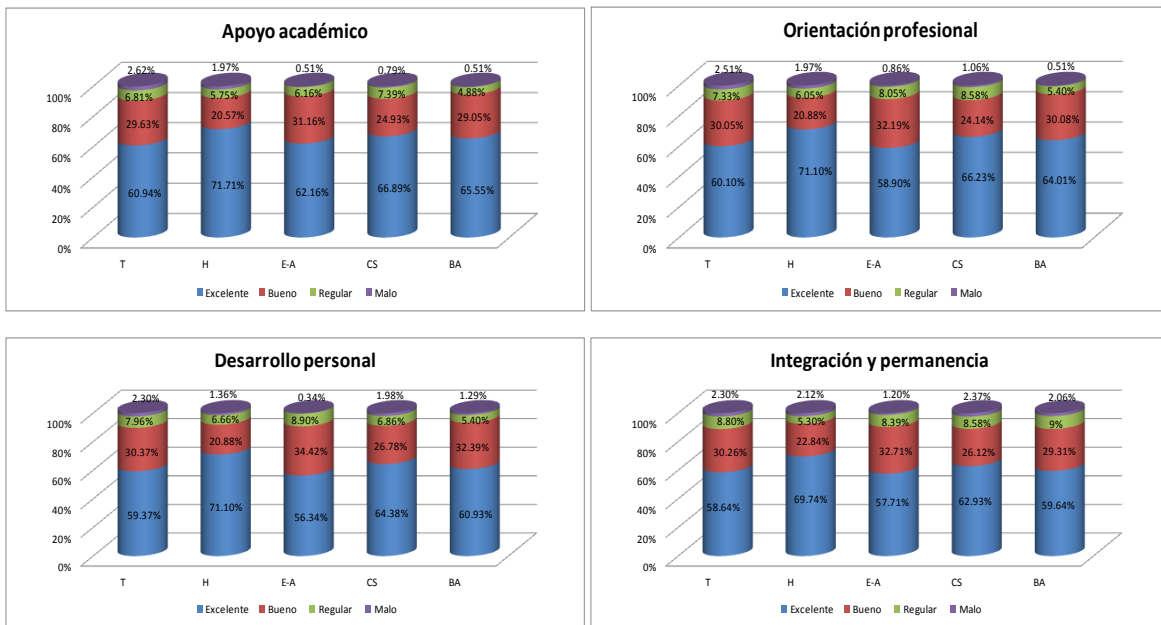 Apoyo académico
2.62% 1.97% 0.51% 0.79% 0.51%
100% 6.81% 5.75% 6.16% 7.39% 4.88%
80% 29.63% 20.57% 31.16% 24.93% 29.05%
60%
40% 60.94% 71.71% 62.16% 66.89% 65.55%
20%
0%
T H E-A CS BA
Excelente Bueno Regular Malo
Orientación profesional
2.51% 1.97% 0.86% 1.06% 0.51%
100% 7.33% 6.05% 8.05% 8.58% 5.40%
80% 30.05% 20.88% 32.19% 24.14% 30.08%
60%
40% 60.10% 71.10% 58.90% 66.23% 64.01%
20%
0%
T H E-A CS BA
Excelente Bueno Regular Malo
Desarrollo personal
2.30% 1.36% 0.34% 1.98% 1.29%
100% 7.96% 6.66% 8.90% 6.86% 5.40%
80% 30.37% 20.88% 34.42% 26.78% 32.39%
60%
40% 59.37% 71.10% 56.34% 64.38% 60.93%
20%
0%
T H E-A CS BA
Excelente Bueno Regular Malo
Integración y permanencia
2.30% 2.12% 1.20% 2.37% 2.06%
100% 8.80% 5.30% 8.39% 8.58% 9%
80% 30.26% 22.84% 32.71% 26.12% 29.31%
60%
40% 58.64% 69.74% 57.71% 62.93% 59.64%
20%
0%
T H E-A CS BA
Excelente Bueno Regular Malo